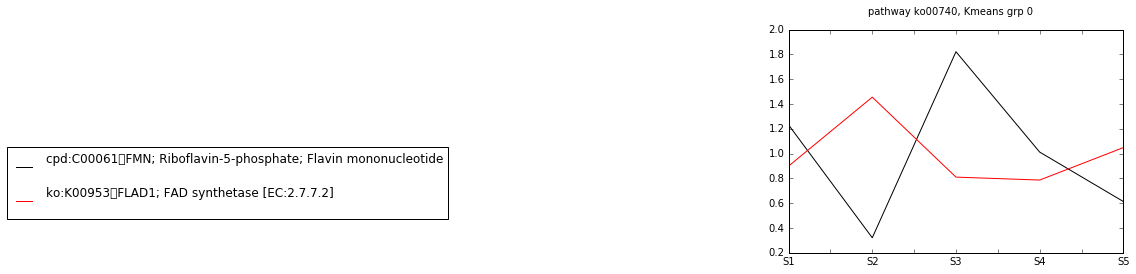 pathway ko00740, Kmeans grp 0
2.0
1.8
1.6
1.4
1.2
1.0
0.8
0.6
0.4
0.2
S1 S2 S3 S4 S5
cpd:C00061▯FMN; Riboflavin-5-phosphate; Flavin mononucleotide
ko:K00953▯FLAD1; FAD synthetase [EC:2.7.7.2]